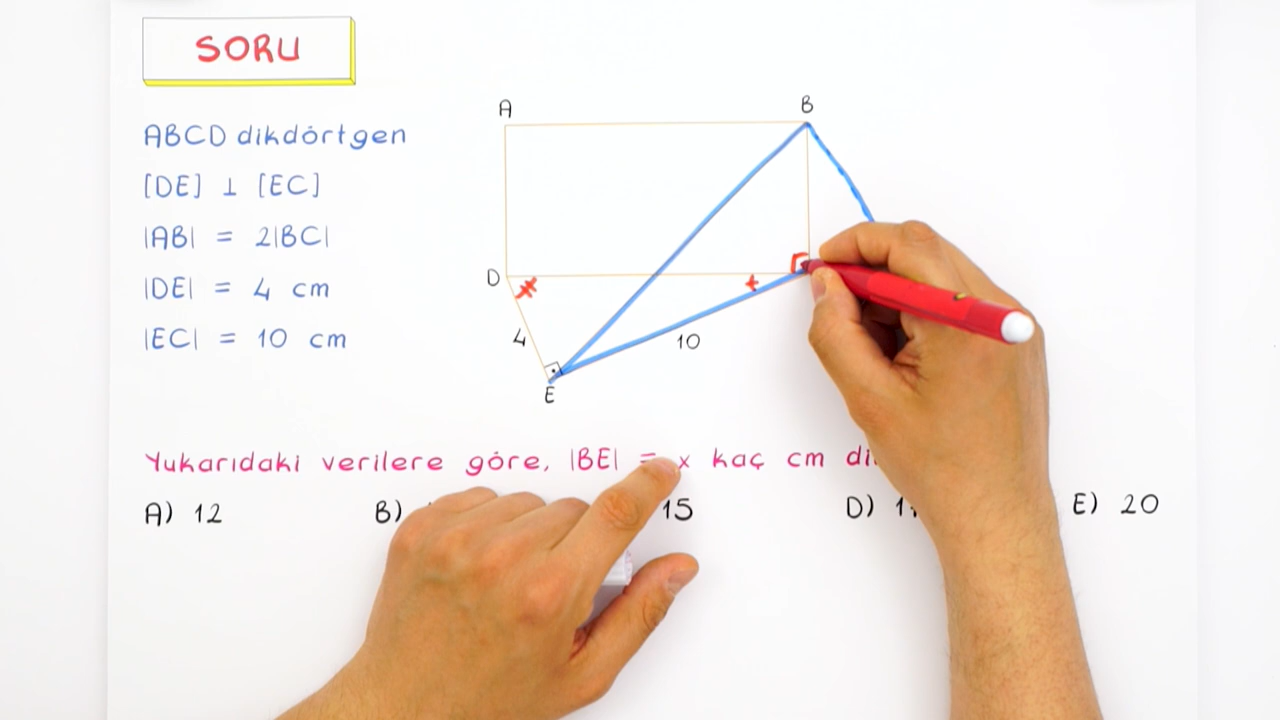 SORU
ABCD dikdörtgen
[DE] ⊥ [EC]
|AB| = 2|BC|
|DE| = 4 cm
|EC| = 10 cm
A
B
D
4
10
E
Yukarıdaki verilere göre, |BE| = x kaç cm
A) 12 B) 15 D) E) 20